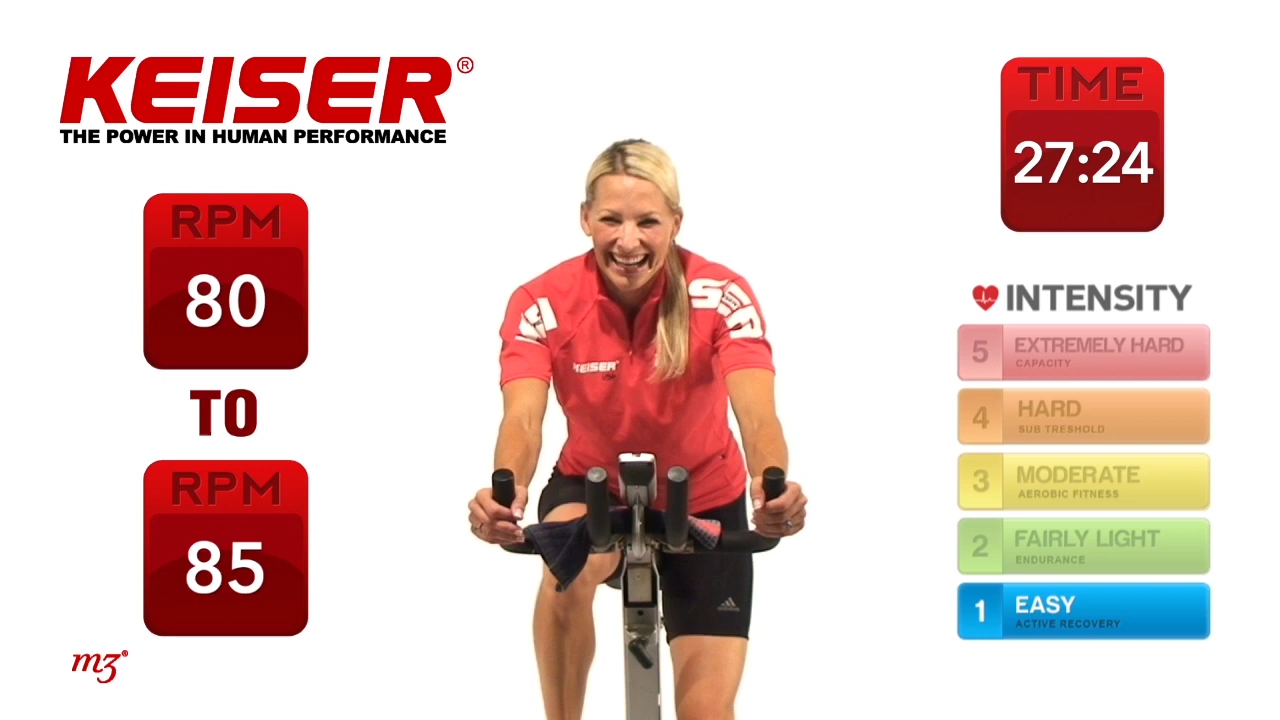 KEISER®
THE POWER IN HUMAN PERFORMANCE
RPM
80
TO
RPM
85
m3®
KEISER
TIME
27:24
INTENSITY
5 EXTREMELY HARD
CAPACITY
4 HARD
SUB TRESHOLD
3 MODERATE
AEROBIC FITNESS
2 FAIRLY LIGHT
ENDURANCE
1 EASY
ACTIVE RECOVERY